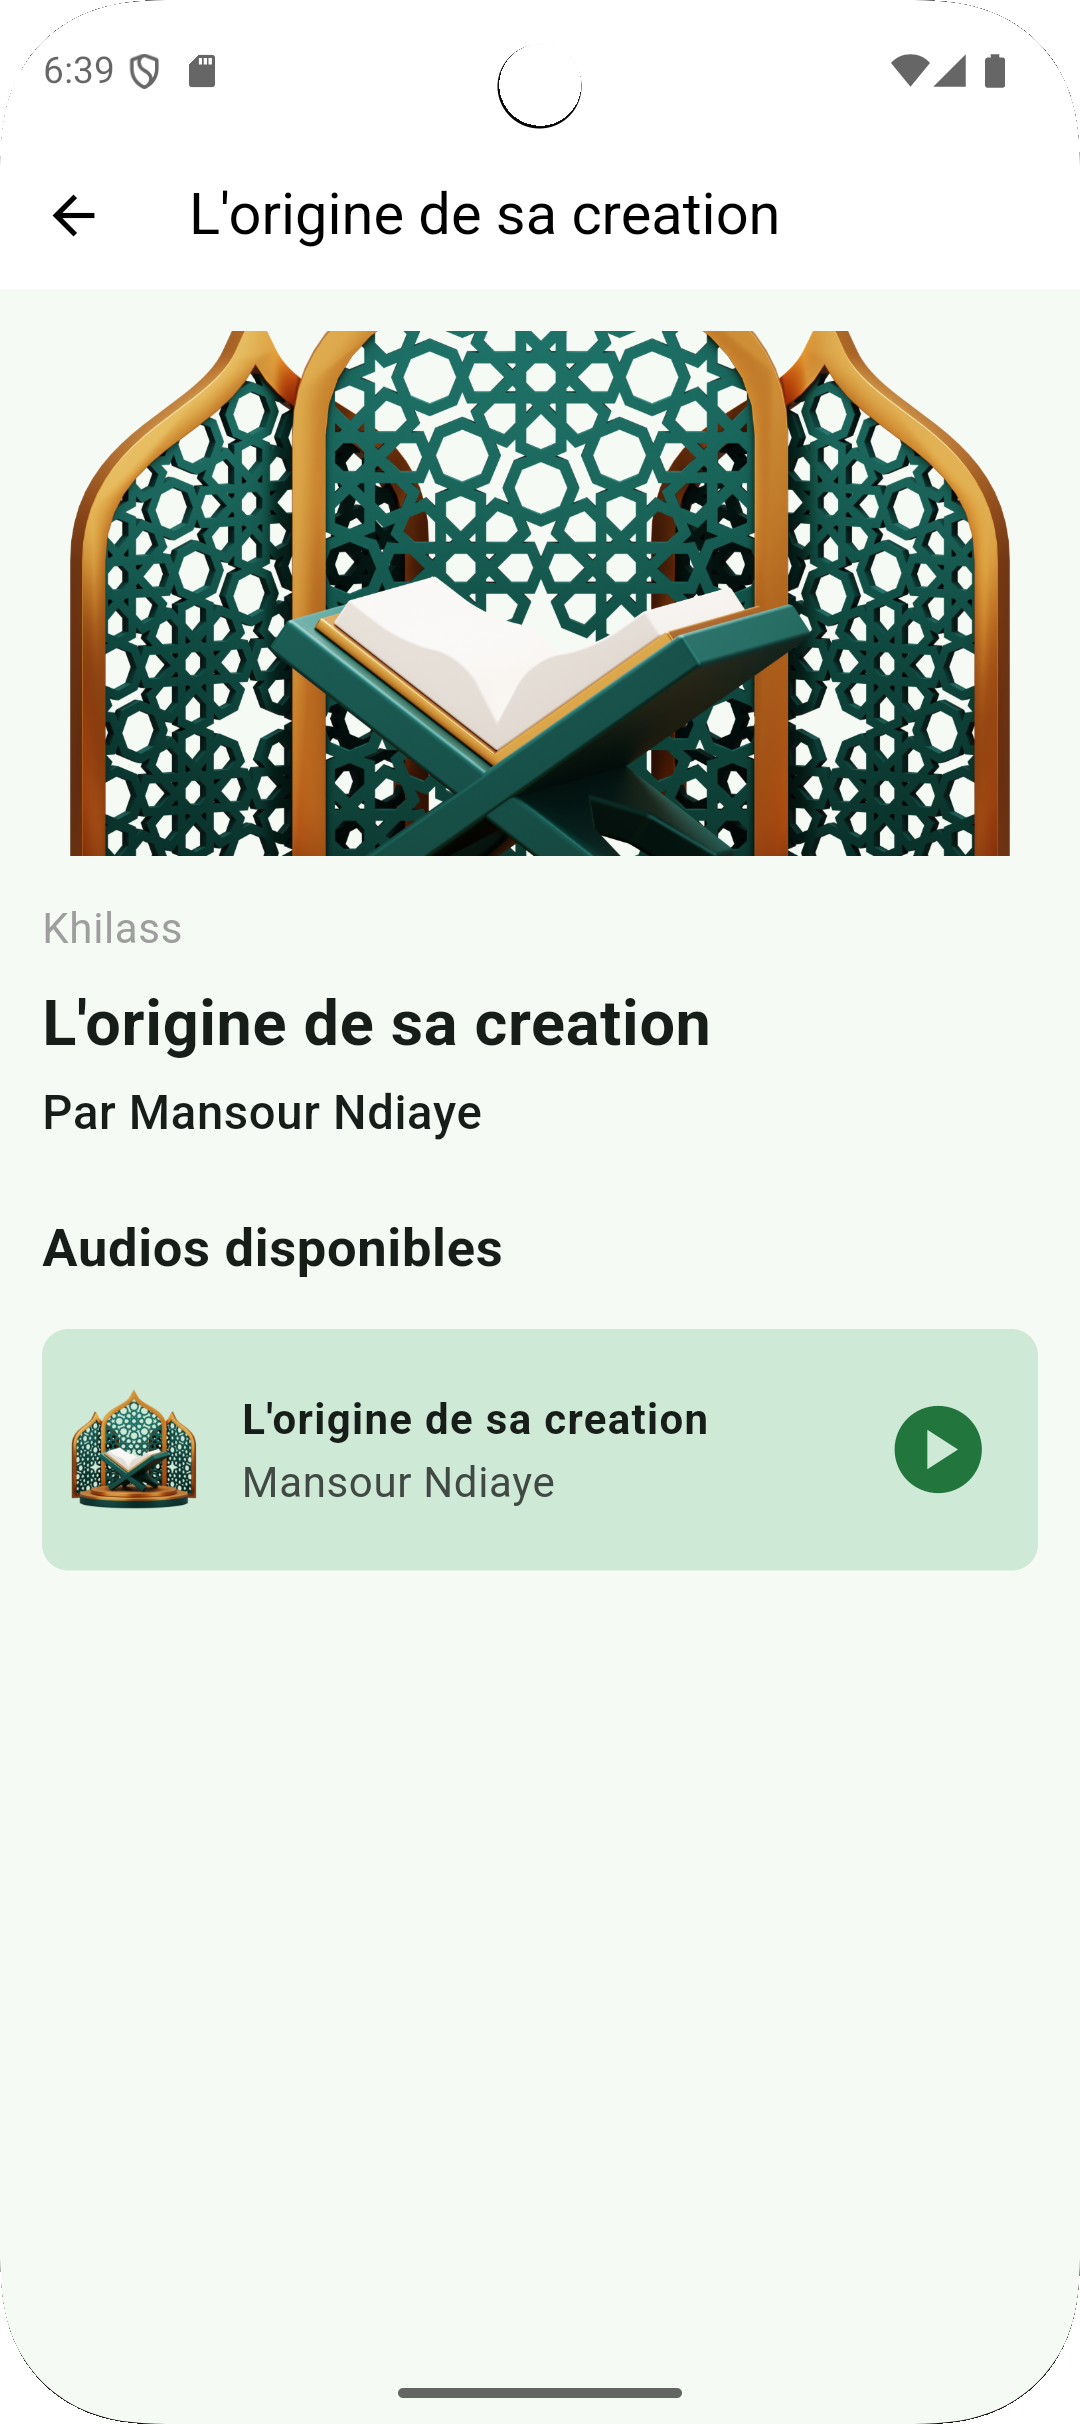 6:39
L'origine de sa creation
Khilass
L'origine de sa creation
Par Mansour Ndiaye
Audios disponibles
L'origine de sa creation
Mansour Ndiaye